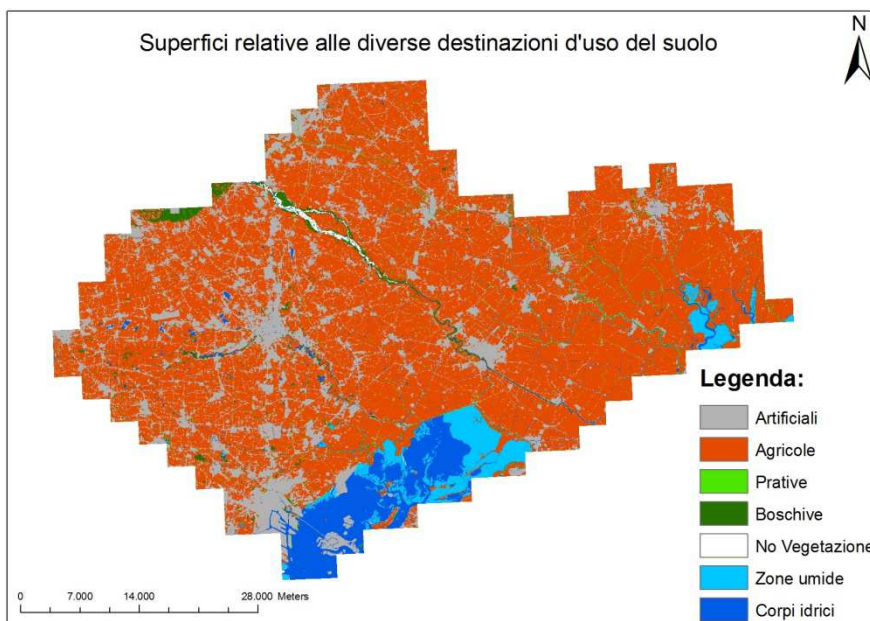 Superfici relative alle diverse destinazioni d'uso del suolo
N
Legenda:
Artificiali
Agricole
Prative
Boschive
No Vegetazione
Zone umide
Corpi idrici
0 7.000 14.000 28.000 Meters